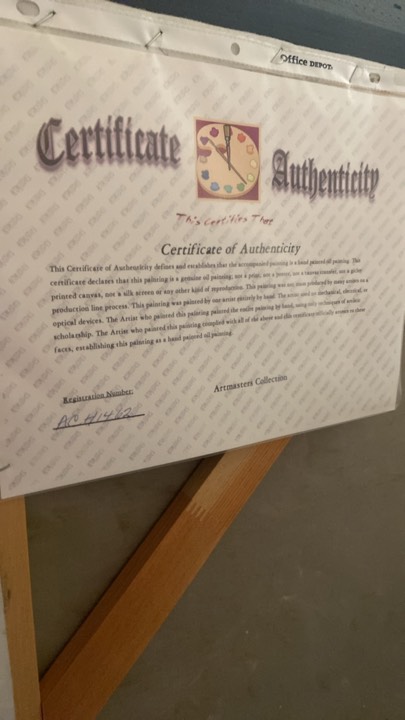 Office DEPOT.
Certificate Authenticity
This Certifies That
Certificate of Authenticity
This Certificate of Authenticity defines and establishes that the accompanied painting is a hand painted oil painting. This
certificate declares that this painting is a genuine oil painting, not a print, not a poster, not a canvas transfer, not a giclee
printed canvas, not a silk screen or any other kind of reproduction. This painting was not mass produced by many artists on a
production line process. This painting was painted by one artist entirely by hand. The artist used no mechanical, electrical, or
optical devices. The Artist who painted this painting painted the entire painting by hand, using only techniques of artistic
scholarship. The Artist who painted this painting complied with all of the above and this certificate officially attests to these
facts, establishing this painting as a hand painted oil painting.
Registration Number:
Artmasters Collection
AC 41462